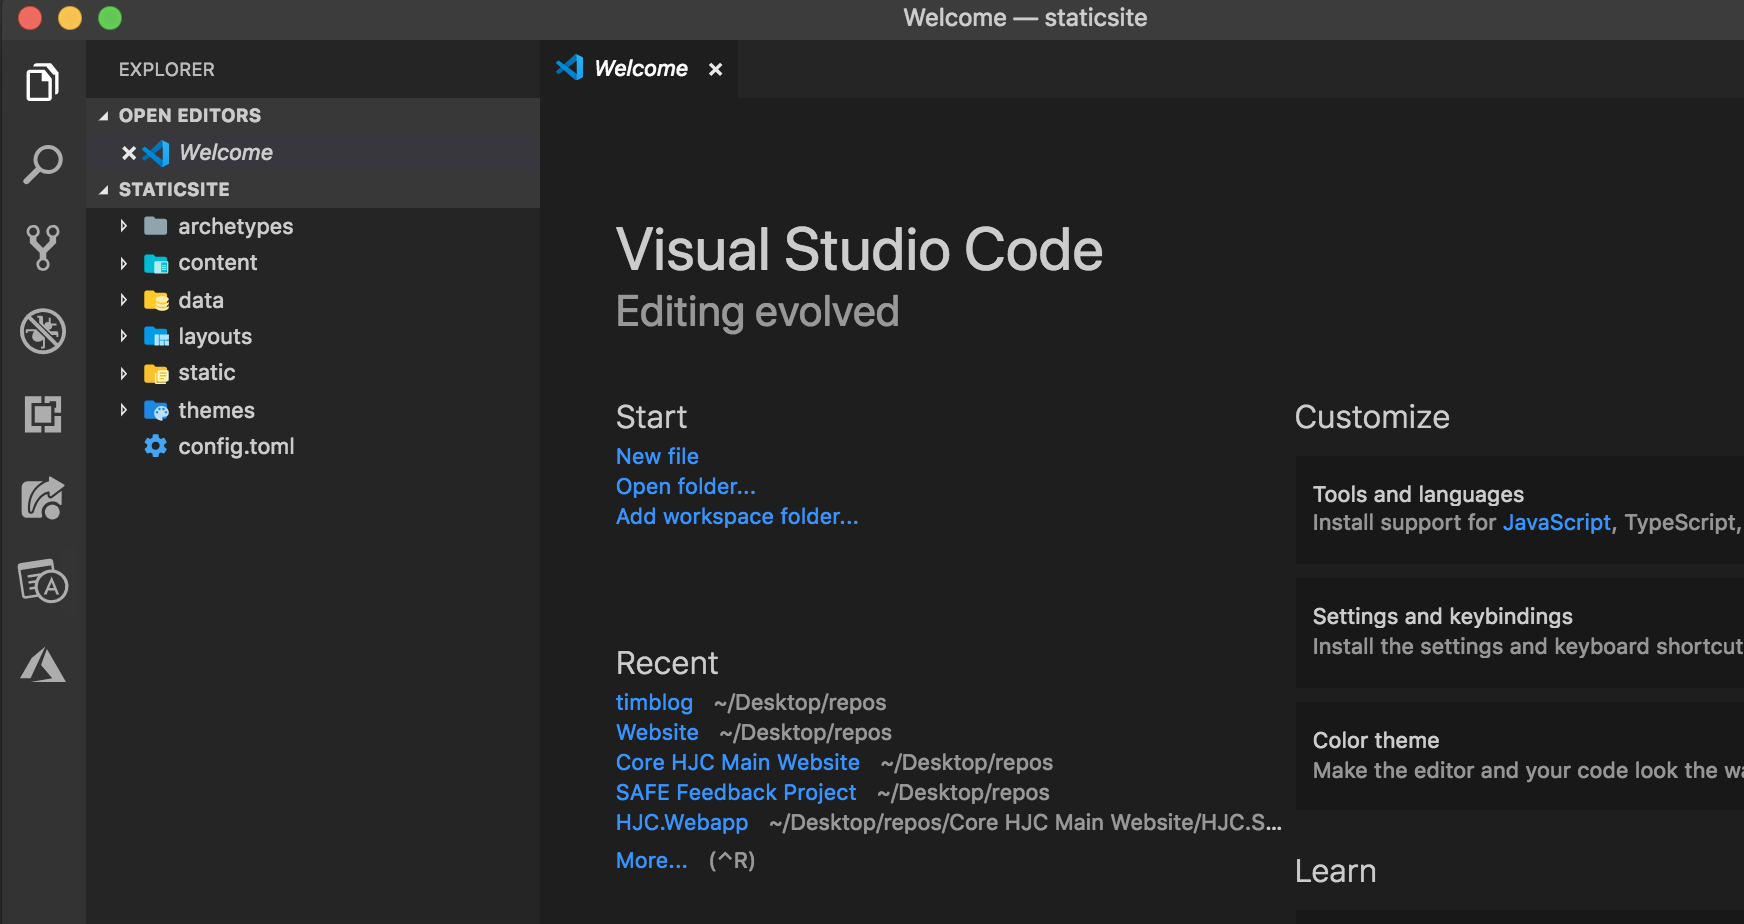 Welcome — staticsite
EXPLORER
OPEN EDITORS
Welcome
STATICSITE
archetypes
content
data
layouts
static
themes
config.toml
Welcome
Visual Studio Code
Editing evolved
Start
New file
Open folder...
Add workspace folder...
Recent
timblog ~/Desktop/repos
Website ~/Desktop/repos
Core HJC Main Website ~/Desktop/repos
SAFE Feedback Project ~/Desktop/repos
HJC.Webapp ~/Desktop/repos/Core HJC Main Website/HJC.S...
More... (^R)
Customize
Tools and languages
Install support for JavaScript, TypeScript,
Settings and keybindings
Install the settings and keyboard shortcut
Color theme
Make the editor and your code look the wa
Learn